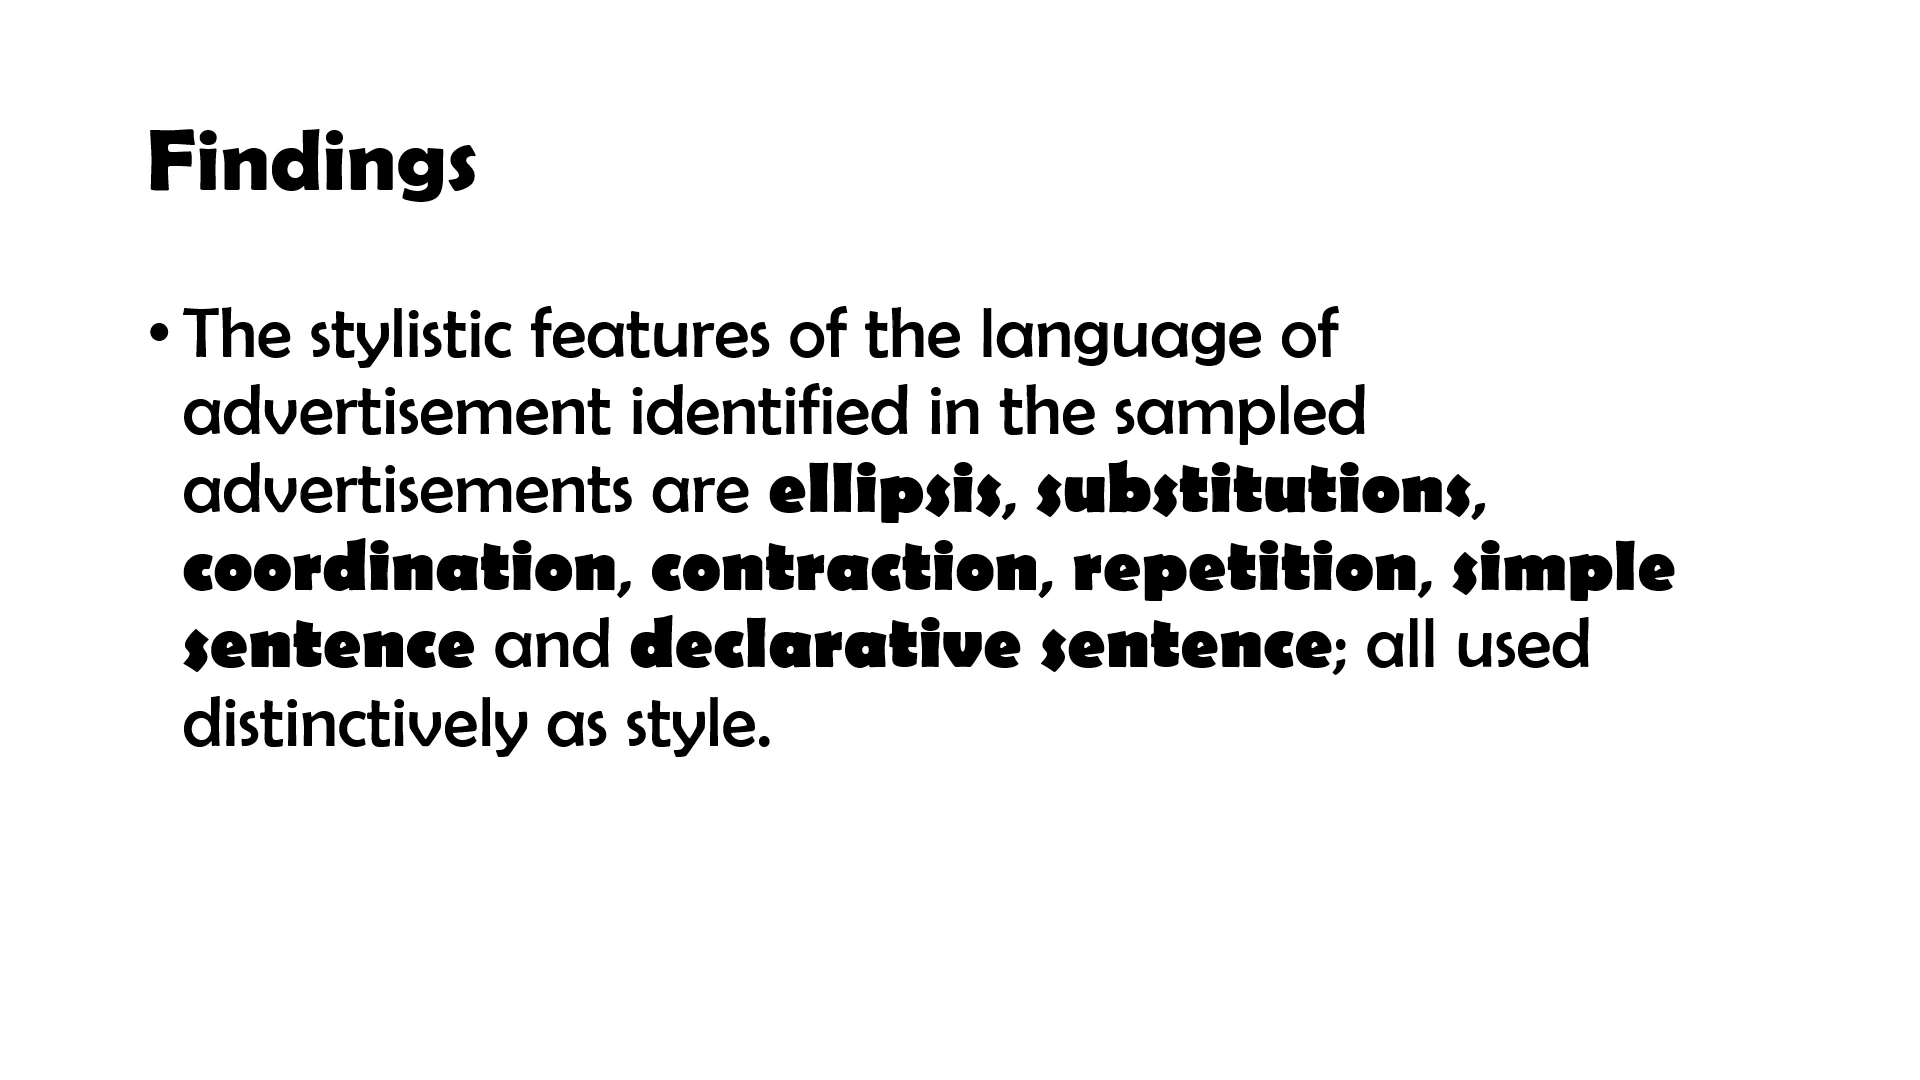 Findings
• The stylistic features of the language of
advertisement identified in the sampled
advertisements are ellipsis, substitutions,
coordination, contraction, repetition, simple
sentence and declarative sentence; all used
distinctively as style.